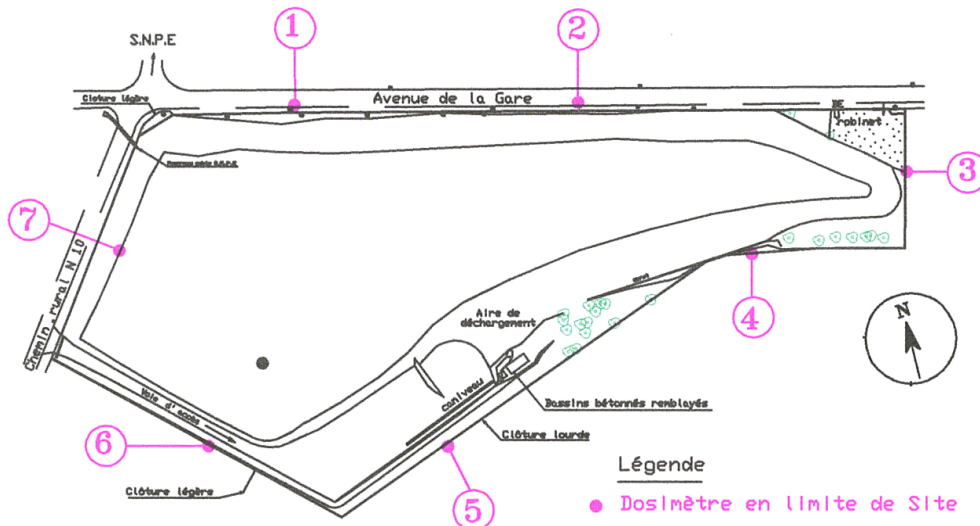 1
2
S.N.P.E
Avenue de la Gare
Clôture légère
robinet
3
7
Chemin rural N 10
4
N
Aire de
déchargement
caniveau
Voie d'accès
Bassins bétonnés remblayés
Clôture lourde
6
5
Clôture légère
Légende
Dosimètre en limite de Site